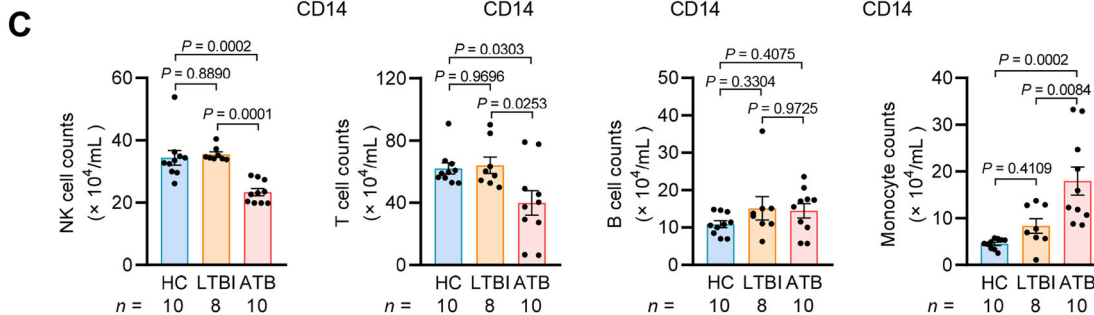 C
CD14 CD14 CD14 CD14
P = 0.0002
P = 0.8890
P = 0.0001
NK cell counts
(× 10⁴/mL )
60
40
20
0
HC LTBI ATB
n = 10 8 10
P = 0.0303
P = 0.9696
P = 0.0253
T cell counts
(× 10⁴/mL )
120
80
40
0
HC LTBI ATB
n = 10 8 10
P = 0.4075
P = 0.3304
P = 0.9725
B cell counts
(× 10⁴/mL )
50
40
30
20
10
0
HC LTBI ATB
n = 10 8 10
P = 0.0002
P = 0.0084
P = 0.4109
Monocyte counts
(× 10⁴/mL )
40
30
20
10
0
HC LTBI ATB
n = 10 8 10